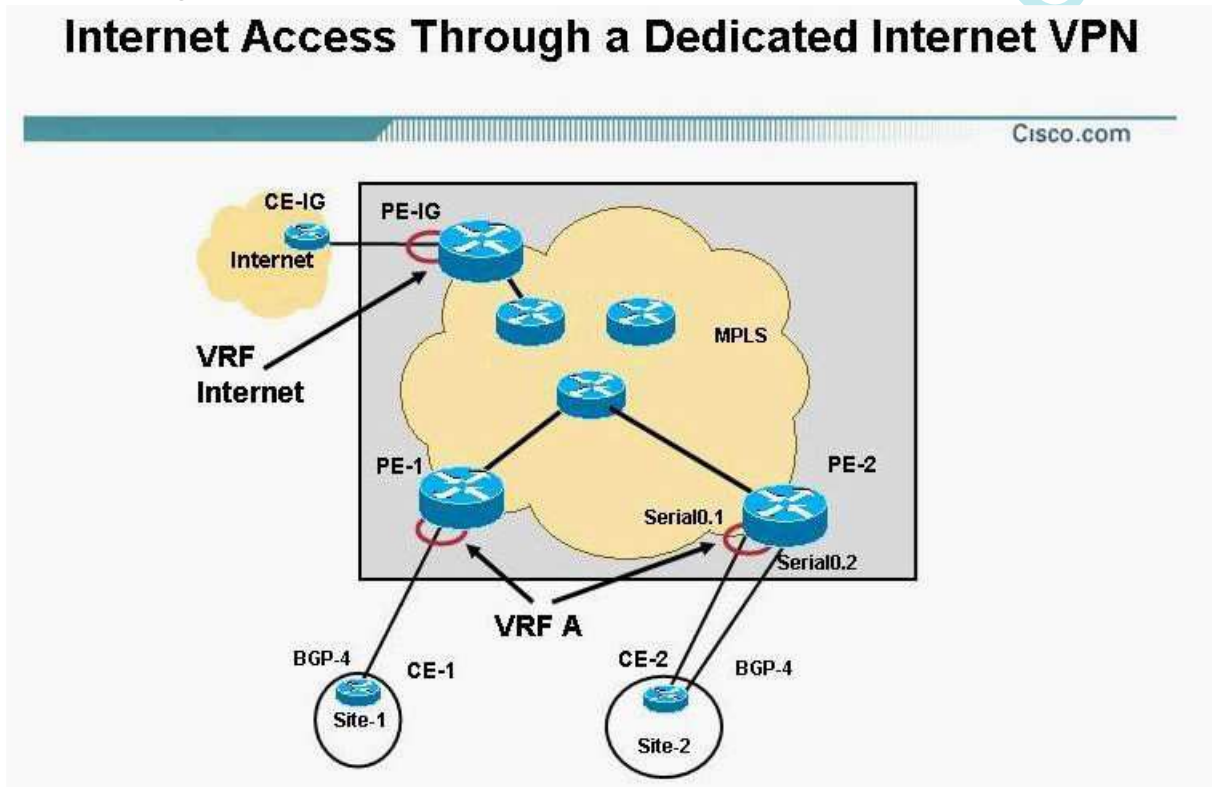 Internet Access Through a Dedicated Internet VPN
Cisco.com
CE-IG
PE-IG
Internet
MPLS
VRF
Internet
PE-1
PE-2
Serial0.1
Serial0.2
VRF A
BGP-4
CE-1
CE-2
BGP-4
Site-1
Site-2